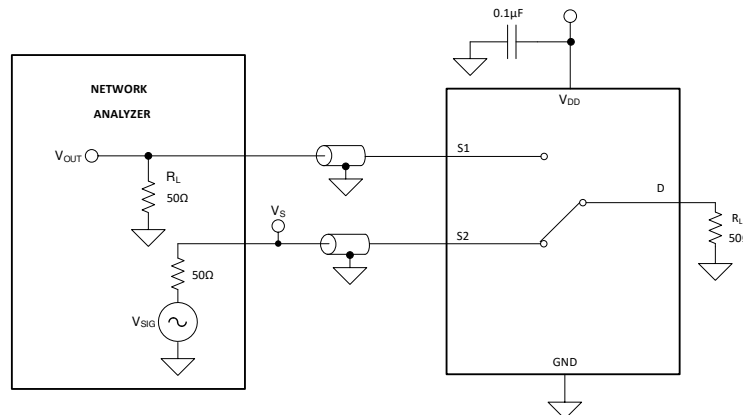 0.1µF
NETWORK
ANALYZER
VDD
VOUT
S1
RL
50Ω
D
VS
S2
RL
50Ω
VSIG
GND